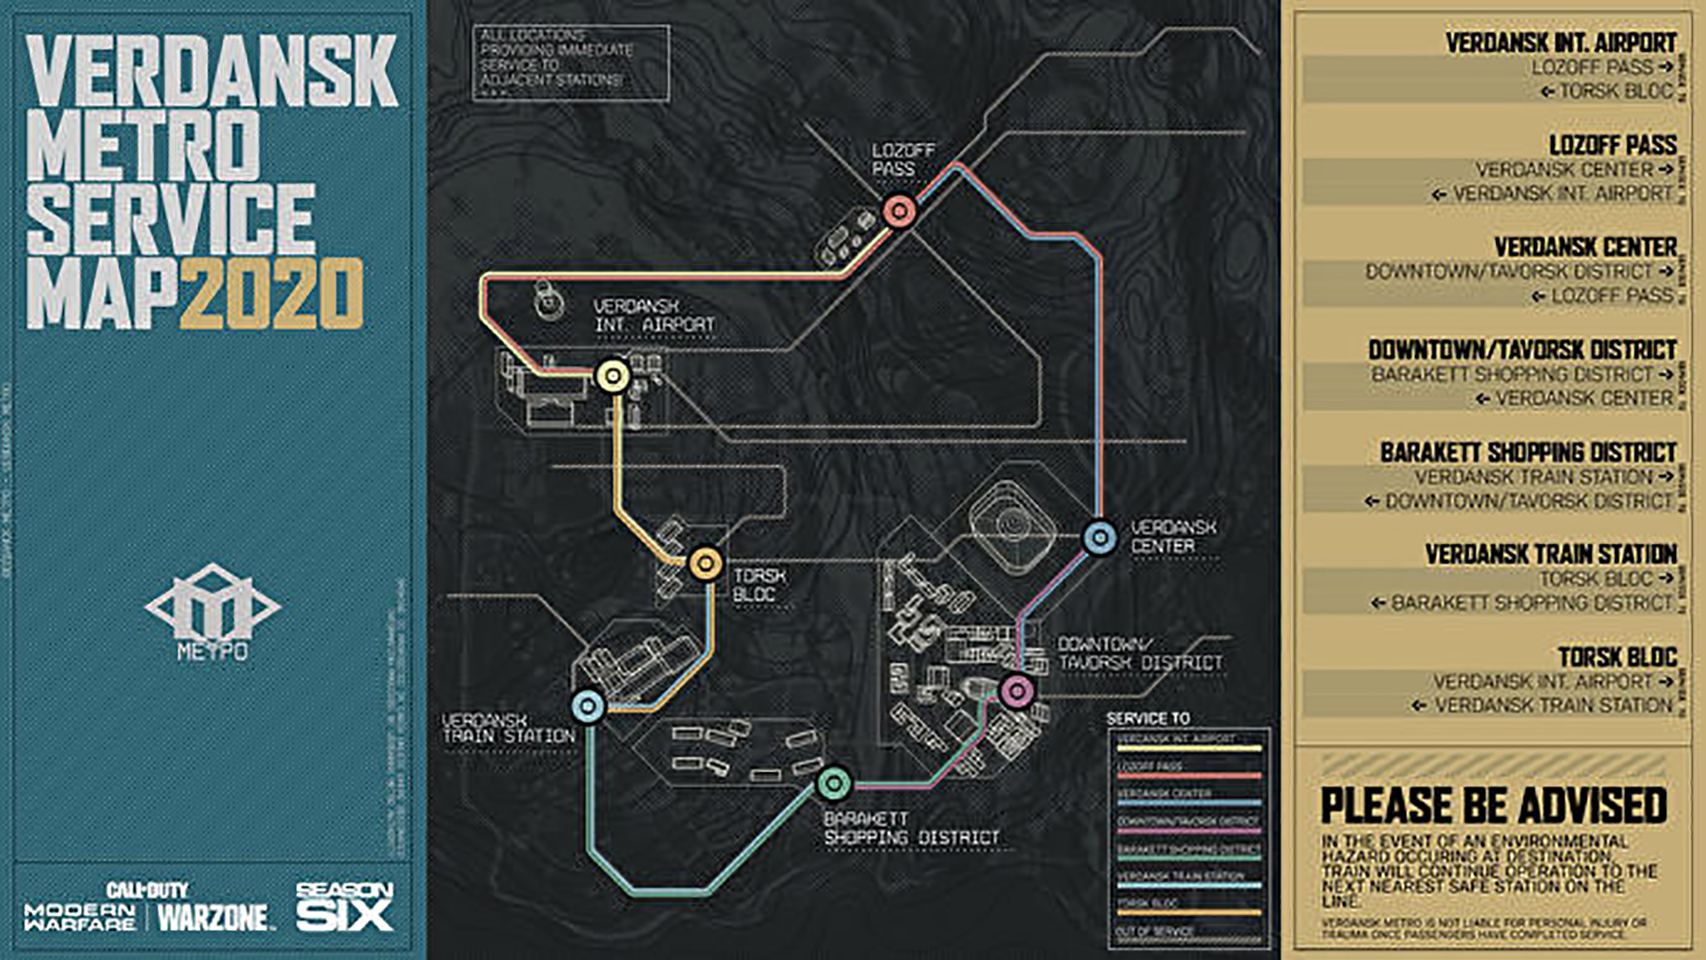 VERDANSK
METRO
SERVICE
MAP2020
METPO
CALL OF DUTY
MODERN
WARFARE
WARZONE
SEASON
SIX
ALL LOCATIONS
PROVIDING IMMEDIATE
SERVICE TO
ADJACENT STATIONS!
LOZOFF
PASS
VERDANSK
INT. AIRPORT
TORSK
BLOC
VERDANSK
CENTER
DOWNTOWN/
TAVORSK DISTRICT
VERDANSK
TRAIN STATION
BARAKETT
SHOPPING DISTRICT
SERVICE TO
VERDANSK INT. AIRPORT
LOZOFF PASS
VERDANSK CENTER
DOWNTOWN/TAVORSK DISTRICT
BARAKETT SHOPPING DISTRICT
VERDANSK TRAIN STATION
TORSK BLOC
OUT OF SERVICE
VERDANSK INT. AIRPORT
LOZOFF PASS →
← TORSK BLOC
LOZOFF PASS
VERDANSK CENTER →
← VERDANSK INT. AIRPORT
VERDANSK CENTER
DOWNTOWN/TAVORSK DISTRICT →
← LOZOFF PASS
DOWNTOWN/TAVORSK DISTRICT
BARAKETT SHOPPING DISTRICT →
← VERDANSK CENTER
BARAKETT SHOPPING DISTRICT
VERDANSK TRAIN STATION →
← DOWNTOWN/TAVORSK DISTRICT
VERDANSK TRAIN STATION
TORSK BLOC →
← BARAKETT SHOPPING DISTRICT
TORSK BLOC
VERDANSK INT. AIRPORT →
← VERDANSK TRAIN STATION
PLEASE BE ADVISED
IN THE EVENT OF AN ENVIRONMENTAL
HAZARD OCCURING AT DESTINATION,
TRAIN WILL CONTINUE OPERATION TO THE
NEXT NEAREST SAFE STATION ON THE
LINE.
VERDANSK METRO IS NOT LIABLE FOR PERSONAL INJURY OR
TRAUMA ONCE PASSENGERS HAVE COMPLETED SERVICE.